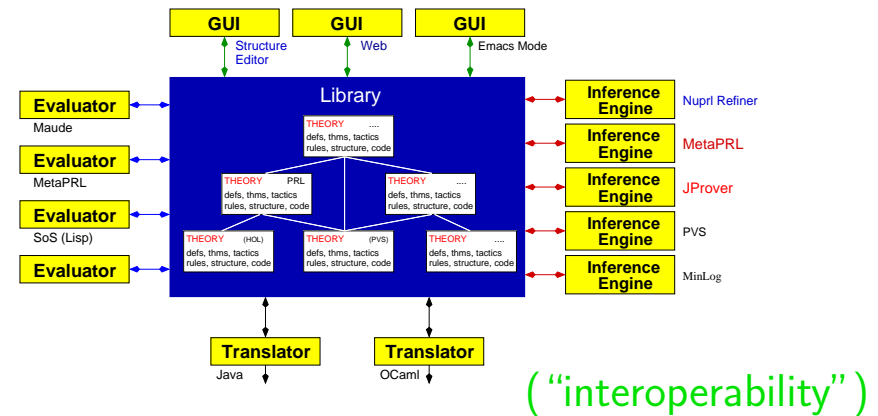 GUI
GUI
GUI
Structure
Editor
Web
Emacs Mode
Library
Evaluator
Maude
Evaluator
MetaPRL
Evaluator
SoS (Lisp)
Evaluator
THEORY ....
defs, thms, tactics
rules, structure, code
THEORY PRL
defs, thms, tactics
rules, structure, code
THEORY ....
defs, thms, tactics
rules, structure, code
THEORY (HOL)
defs, thms, tactics
rules, structure, code
THEORY (PVS)
defs, thms, tactics
rules, structure, code
THEORY ....
defs, thms, tactics
rules, structure, code
Inference
Engine
Nuprl Refiner
Inference
Engine
MetaPRL
Inference
Engine
JProver
Inference
Engine
PVS
Inference
Engine
MinLog
Translator
Java
Translator
OCaml
( “interoperability” )